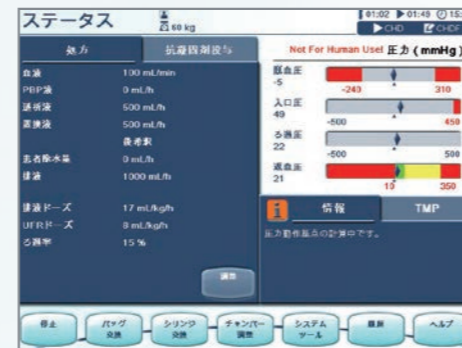 ステータス
60 kg
01:02 01:49 15:
CHD CHDF
処方
抗凝固剤投与
血液 100 mL/min
PBP液 0 mL/h
透析液 500 mL/h
置換液 500 mL/h
後希釈
患者除水量 0 mL/h
排液 1000 mL/h
排液ドーズ 17 mL/kg/h
UFRドーズ 8 mL/kg/h
ろ過率 15 %
調整
Not For Human Use! 圧力 (mmHg)
脱血圧
-5
-240 310
入口圧
49
-500 450
ろ過圧
22
-500 500
返血圧
21
10 350
情報
TMP
圧力動作基点の計算中です。
停止
バッグ交換
シリンジ交換
チャンバー調整
システムツール
履歴
ヘルプ